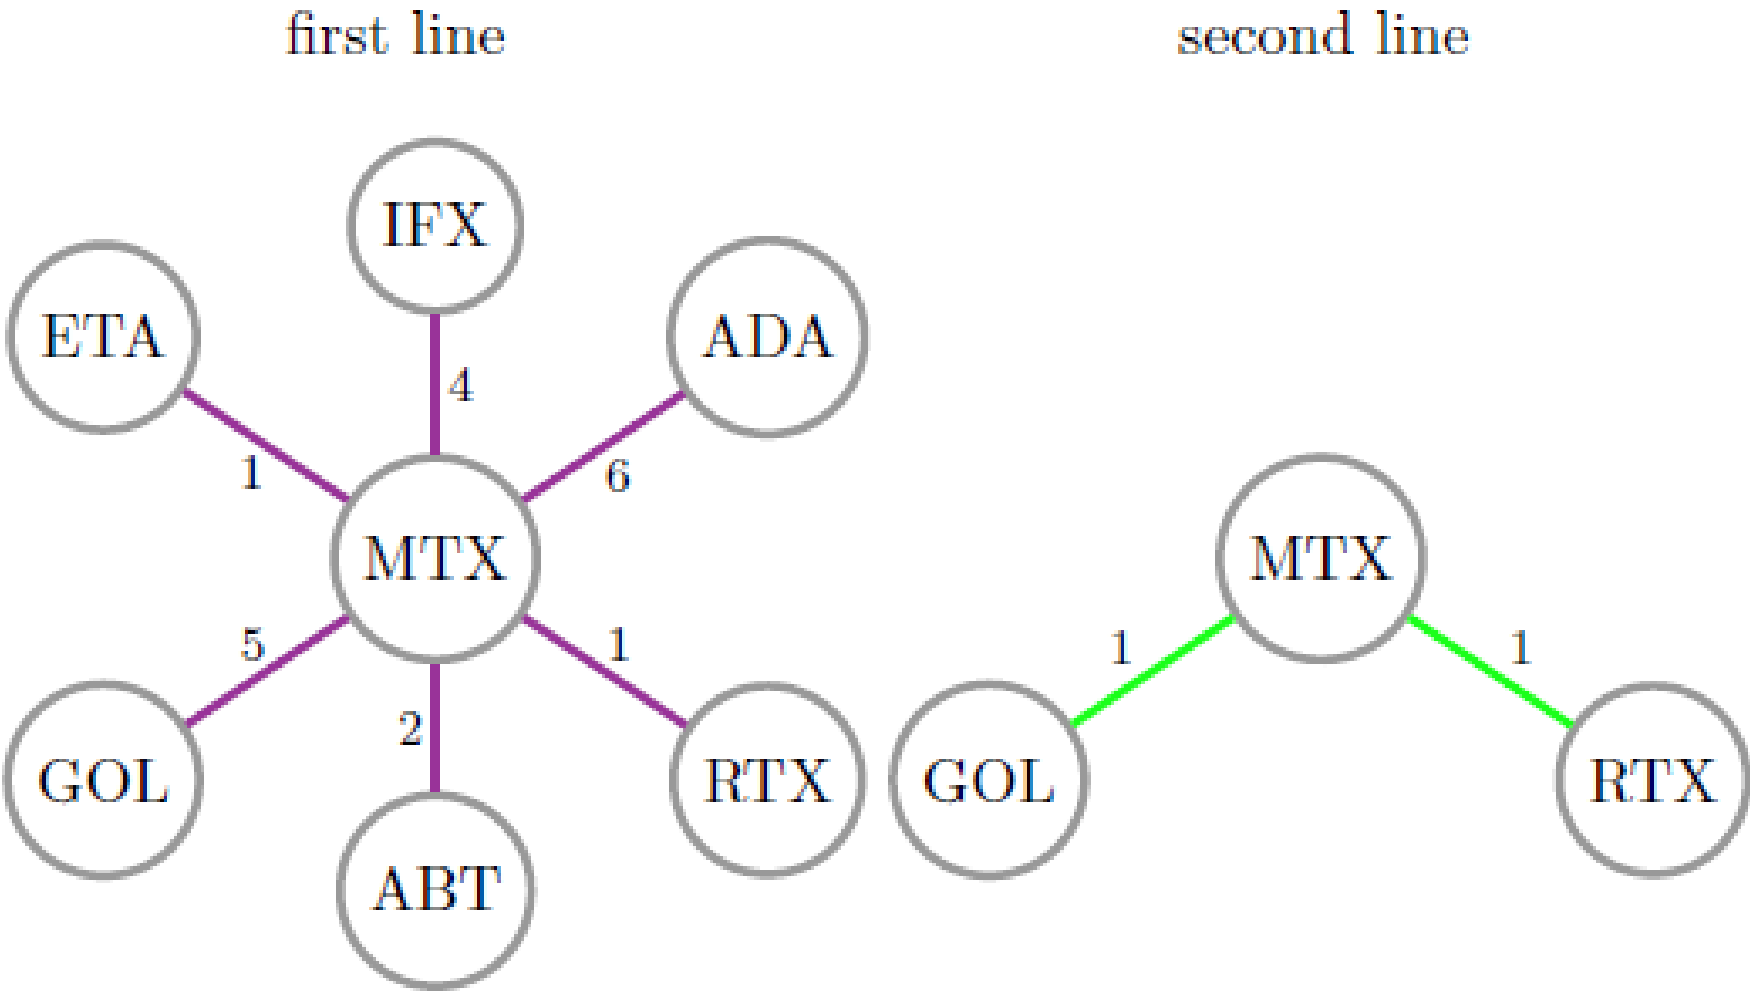 first line
second line
IFX
ETA
ADA
4
1
6
MTX
MTX
5
1
1
1
2
GOL
RTX
GOL
RTX
ABT